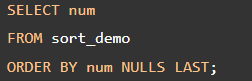 SELECT num
FROM sort_demo
ORDER BY num NULLS LAST;